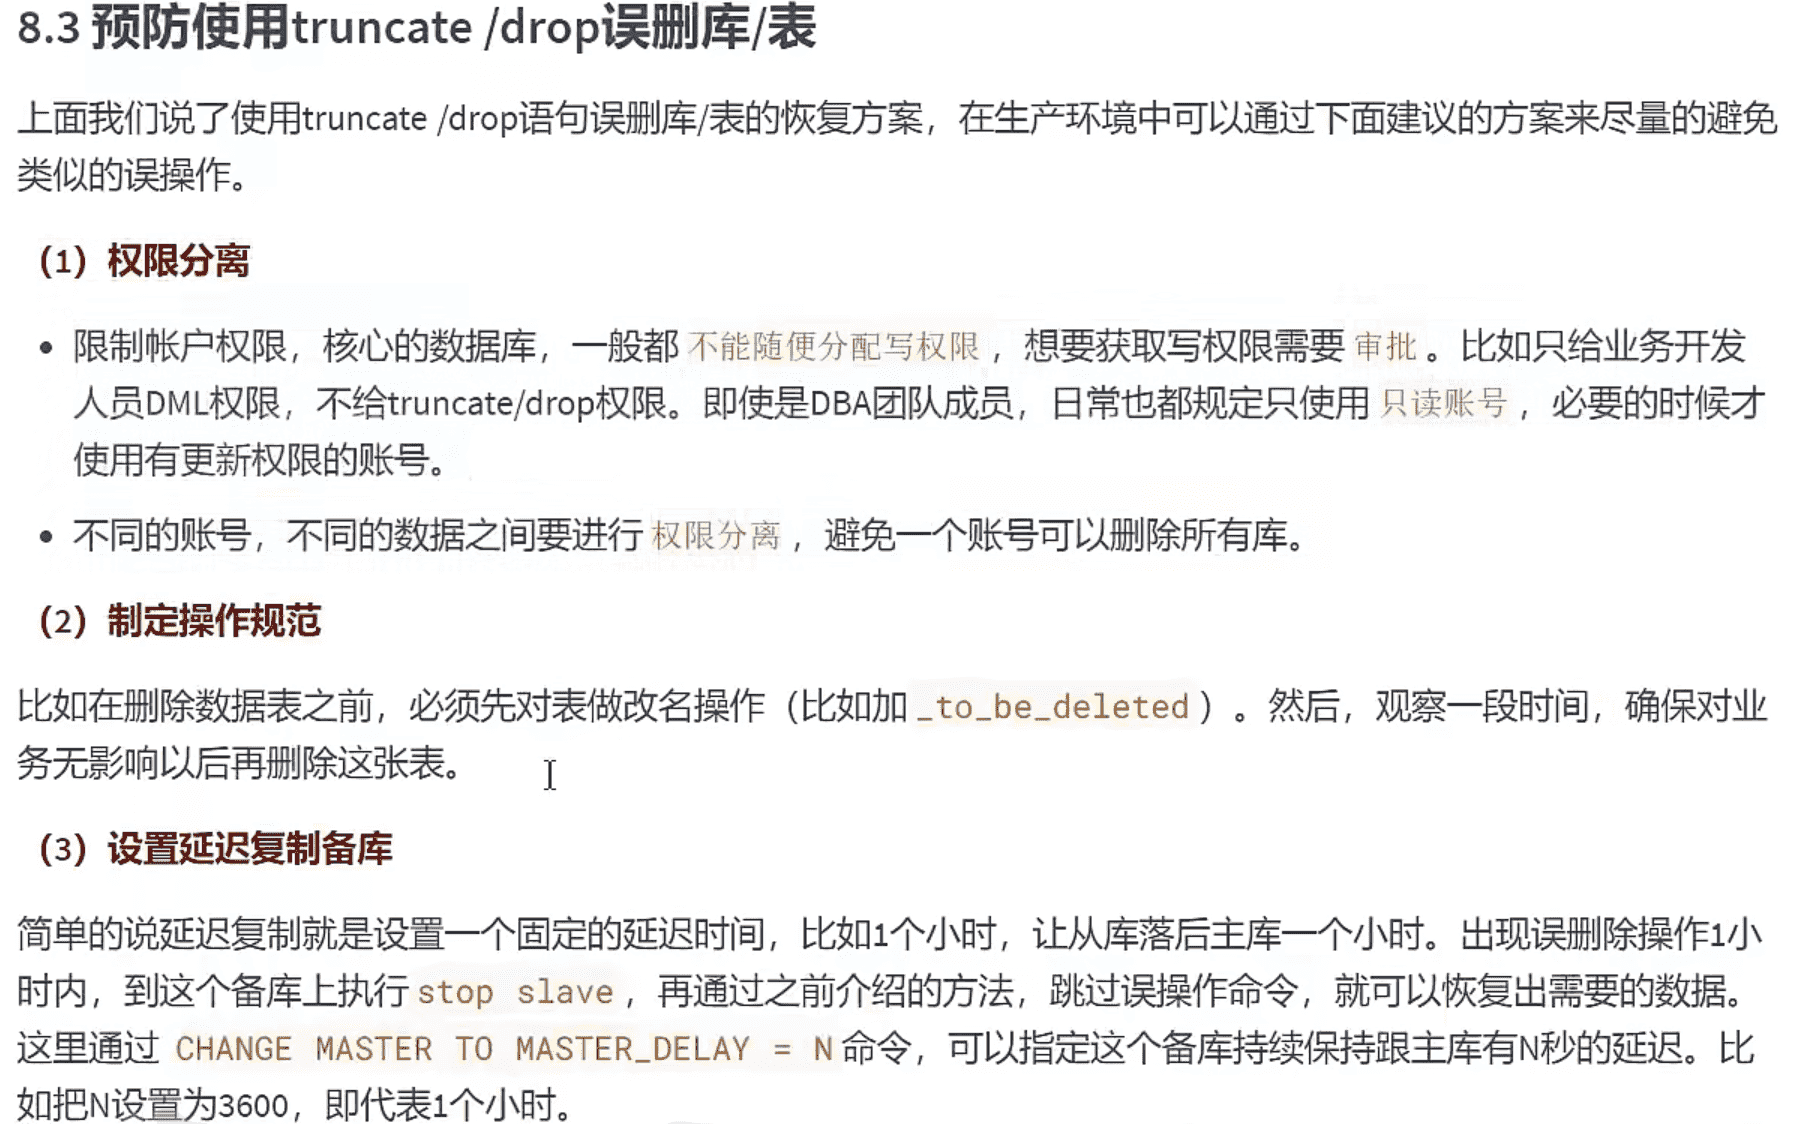 8.3 预防使用truncate /drop误删库/表
上面我们说了使用truncate /drop语句误删库/表的恢复方案，在生产环境中可以通过下面建议的方案来尽量的避免
类似的误操作。
（1）权限分离
• 限制帐户权限，核心的数据库，一般都 不能随便分配写权限 ，想要获取写权限需要 审批 。比如只给业务开发
人员DML权限，不给truncate/drop权限。即使是DBA团队成员，日常也都规定只使用 只读账号 ，必要的时候才
使用有更新权限的账号。
• 不同的账号，不同的数据之间要进行 权限分离 ，避免一个账号可以删除所有库。
（2）制定操作规范
比如在删除数据表之前，必须先对表做改名操作（比如加 _to_be_deleted ）。然后，观察一段时间，确保对业
务无影响以后再删除这张表。
（3）设置延迟复制备库
简单的说延迟复制就是设置一个固定的延迟时间，比如1个小时，让从库落后主库一个小时。出现误删除操作1小
时内，到这个备库上执行 stop slave ，再通过之前介绍的方法，跳过误操作命令，就可以恢复出需要的数据。
这里通过 CHANGE MASTER TO MASTER_DELAY = N 命令，可以指定这个备库持续保持跟主库有N秒的延迟。比
如把N设置为3600，即代表1个小时。